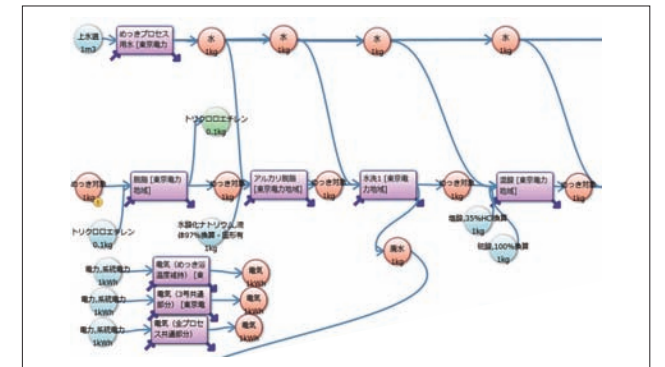 上水道
1m3
めっきプロセス
用水 [東京電力
水
1kg
水
1kg
水
1kg
水
1kg
トリクロロエチレン
0.1kg
めっき対象
1kg
脱脂 [東京電力
地域]
めっき対象
1kg
アルカリ脱脂
[東京電力地域]
めっき対象
1kg
水洗1 [東京電
力地域]
めっき対象
1kg
混酸 [東京電力
地域]
めっき対象
1kg
トリクロロエチレン
0.1kg
水酸化ナトリウム,液
体97%換算・固形有
1kg
塩酸,35%HCl換算
1kg
硫酸,100%換算
1kg
廃水
1kg
電力,系統電力
1kWh
電気（めっき浴
温度維持） [東
電気
1kWh
電力,系統電力
1kWh
電気（3号共通
部分） [東京電
電気
1kWh
電力,系統電力
1kWh
電気（全プロセ
ス共通部分）
電気
1kWh